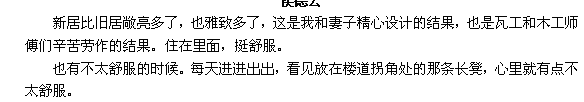 新居比旧居敞亮多了，也雅致多了，这是我和妻子精心设计的结果，也是瓦工和木工师
傅们辛苦劳作的结果。住在里面，挺舒服。
也有不太舒服的时候。每天进进出出，看见放在楼道拐角处的那条长凳，心里就有点不
太舒服。